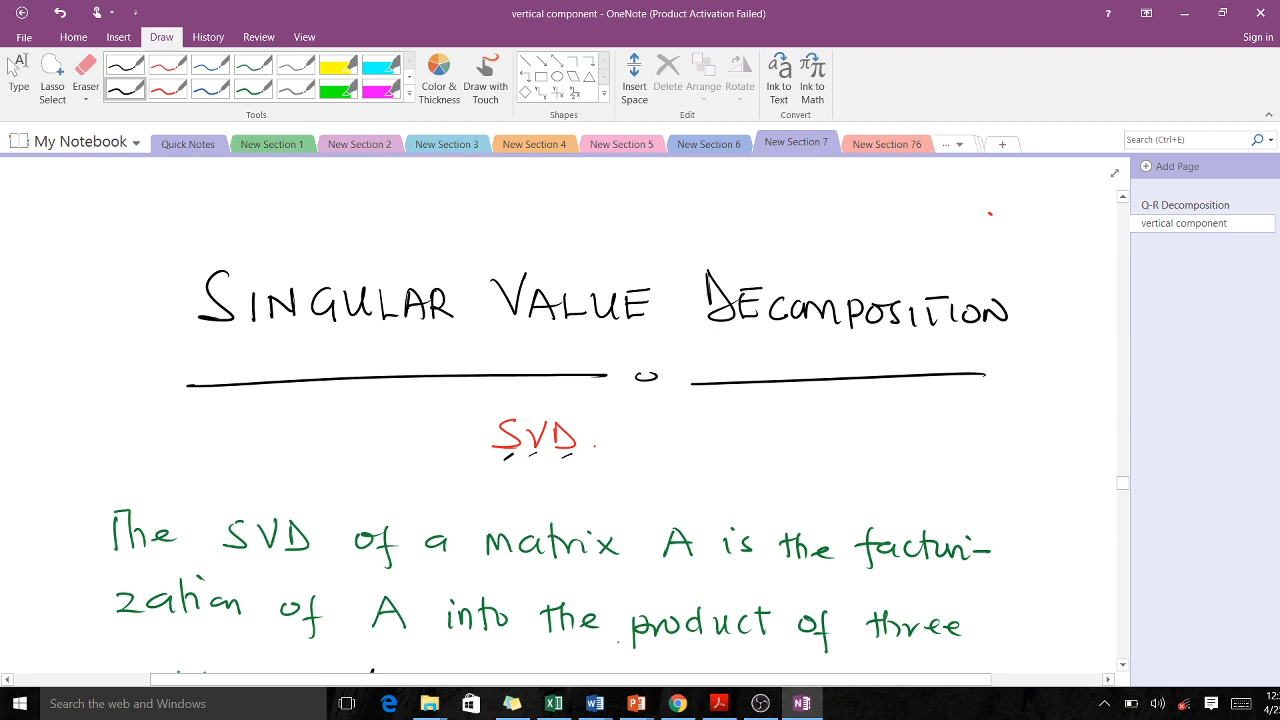 vertical component - OneNote (Product Activation Failed)
File Home Insert Draw History Review View
Sign in
Type Lasso Select Eraser Color & Thickness Draw with Touch Insert Space Delete Arrange Rotate Ink to Text Ink to Math
Tools Shapes Edit Convert
My Notebook Quick Notes New Section 1 New Section 2 New Section 3 New Section 4 New Section 5 New Section 6 New Section 7 New Section 76 ... Search (Ctrl+E)
Add Page
Q-R Decomposition
vertical component
SINGULAR VALUE DECOMPOSITION
SVD.
The SVD of a matrix A is the factori-
zation of A into the product of three
Search the web and Windows